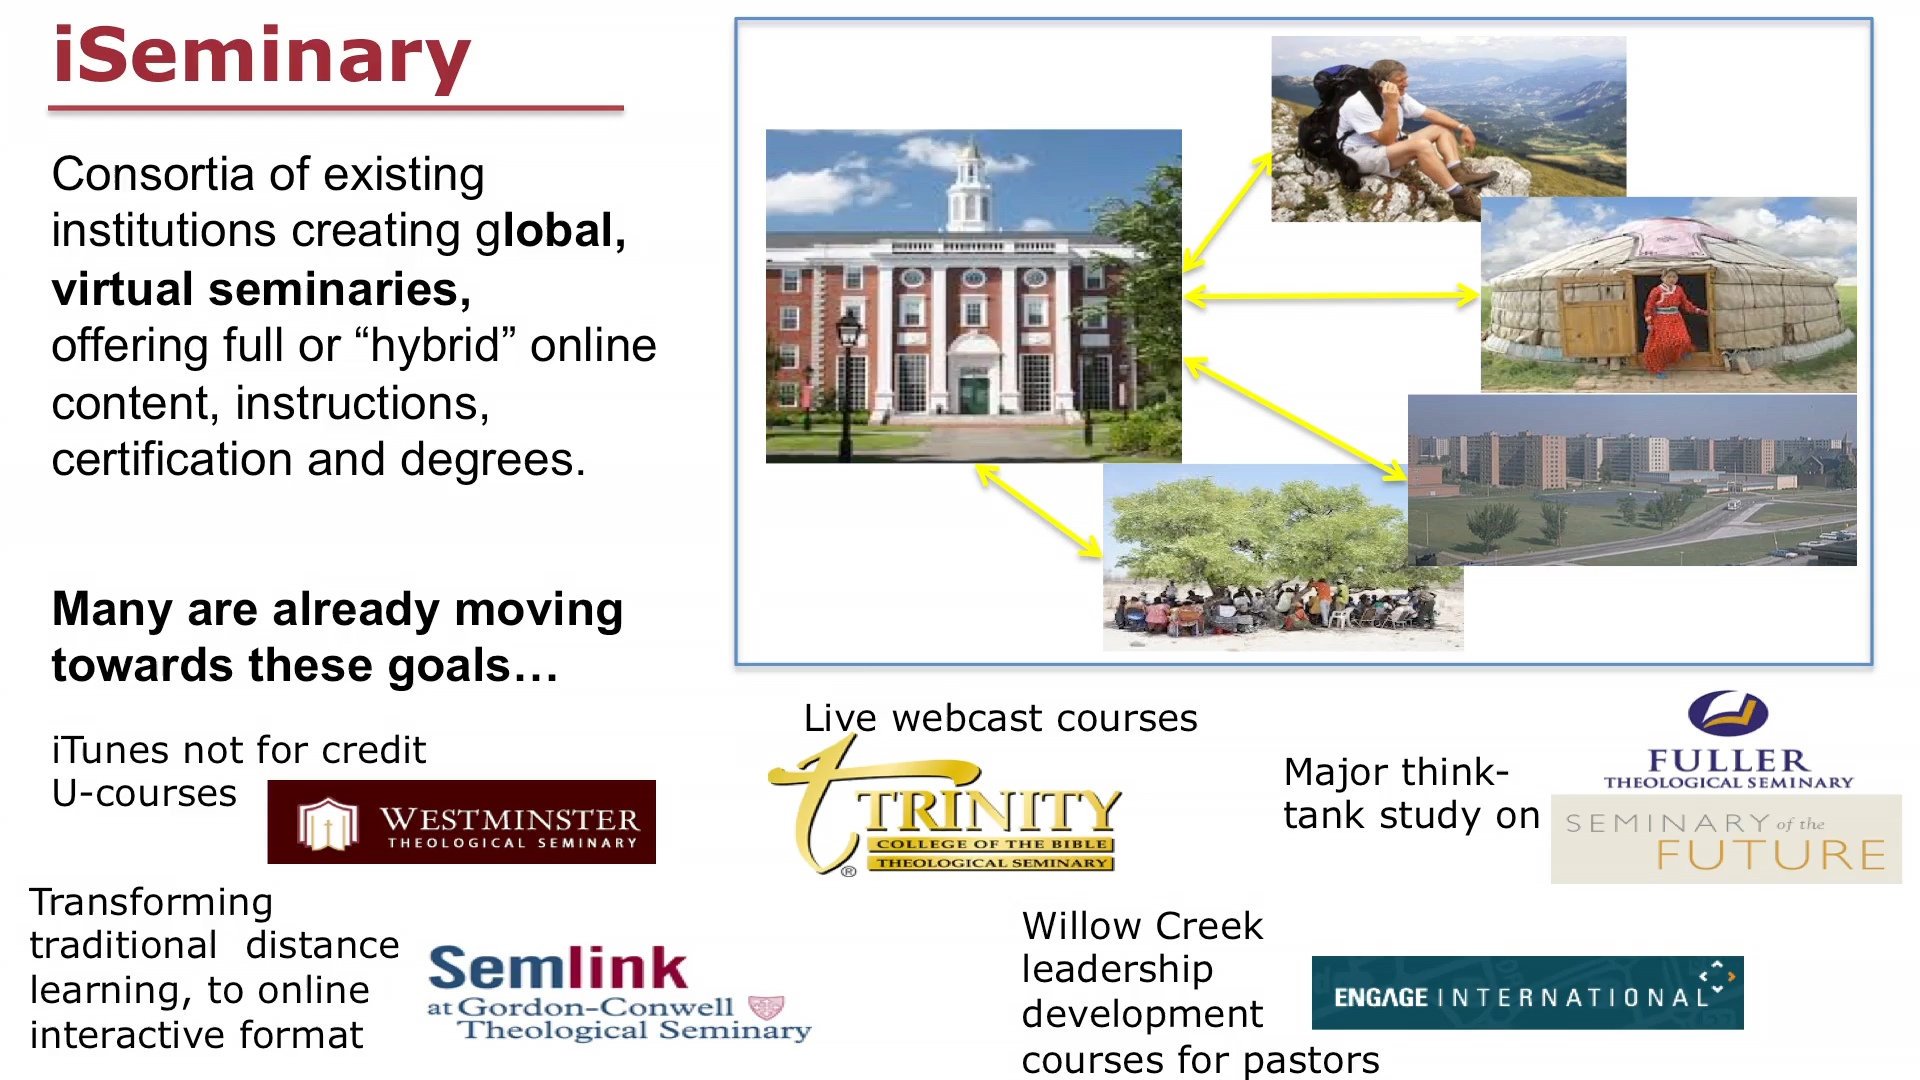 iSeminary
Consortia of existing
institutions creating global,
virtual seminaries,
offering full or “hybrid” online
content, instructions,
certification and degrees.
Many are already moving
towards these goals…
iTunes not for credit
U-courses
WESTMINSTER
THEOLOGICAL SEMINARY
Live webcast courses
TRINITY
COLLEGE OF THE BIBLE
THEOLOGICAL SEMINARY
®
Major think-
tank study on
FULLER
THEOLOGICAL SEMINARY
SEMINARY of the
FUTURE
Transforming
traditional  distance
learning, to online
interactive format
Semlink
at Gordon-Conwell
Theological Seminary
Willow Creek
leadership
development
courses for pastors
ENGAGE INTERNATIONAL